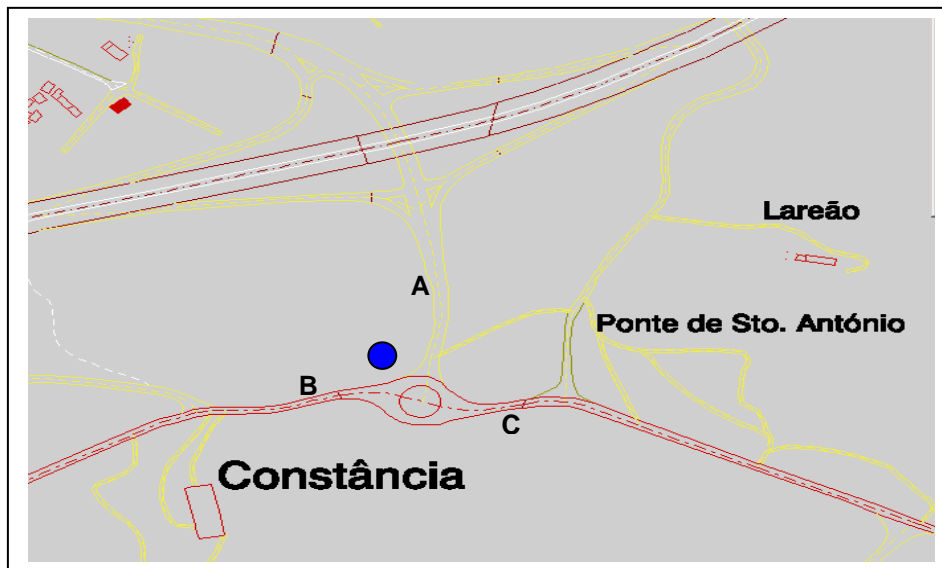 Lareão
A
Ponte de Sto. António
B
C
Constância